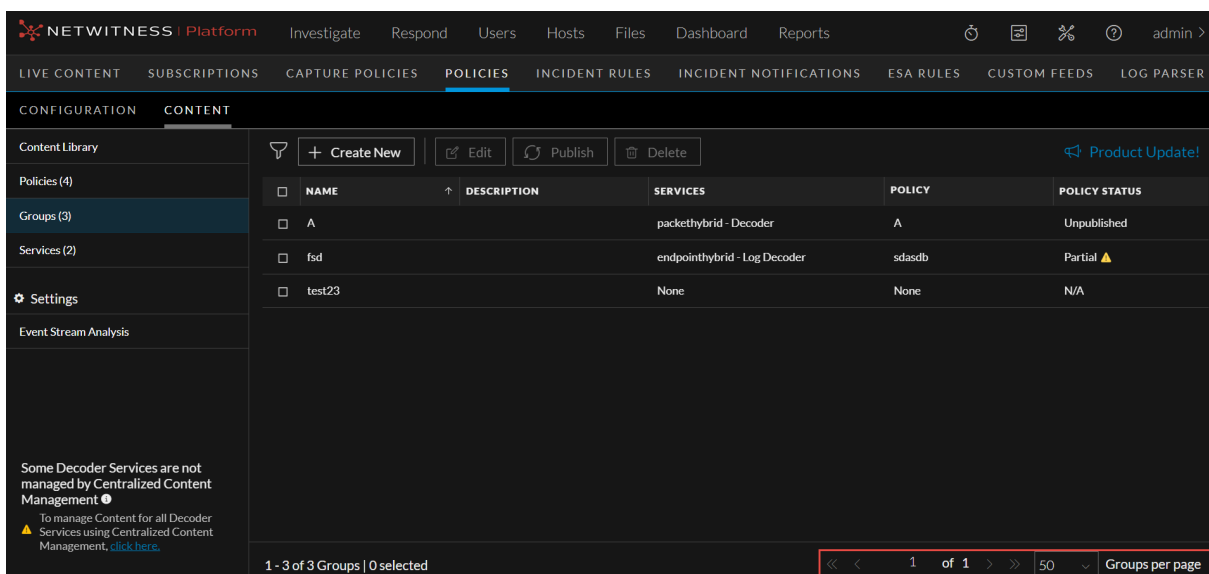 NETWITNESS | Platform Investigate Respond Users Hosts Files Dashboard Reports admin >
LIVE CONTENT SUBSCRIPTIONS CAPTURE POLICIES POLICIES INCIDENT RULES INCIDENT NOTIFICATIONS ESA RULES CUSTOM FEEDS LOG PARSER
CONFIGURATION CONTENT
Content Library
Policies (4)
Groups (3)
Services (2)
Settings
Event Stream Analysis
Some Decoder Services are not
managed by Centralized Content
Management
To manage Content for all Decoder
Services using Centralized Content
Management, click here.
+ Create New Edit Publish Delete Product Update!
NAME ↑ DESCRIPTION SERVICES POLICY POLICY STATUS
A packethybrid - Decoder A Unpublished
fsd endpointhybrid - Log Decoder sdasdb Partial
test23 None None N/A
1 - 3 of 3 Groups | 0 selected << < 1 of 1 > >> 50 Groups per page